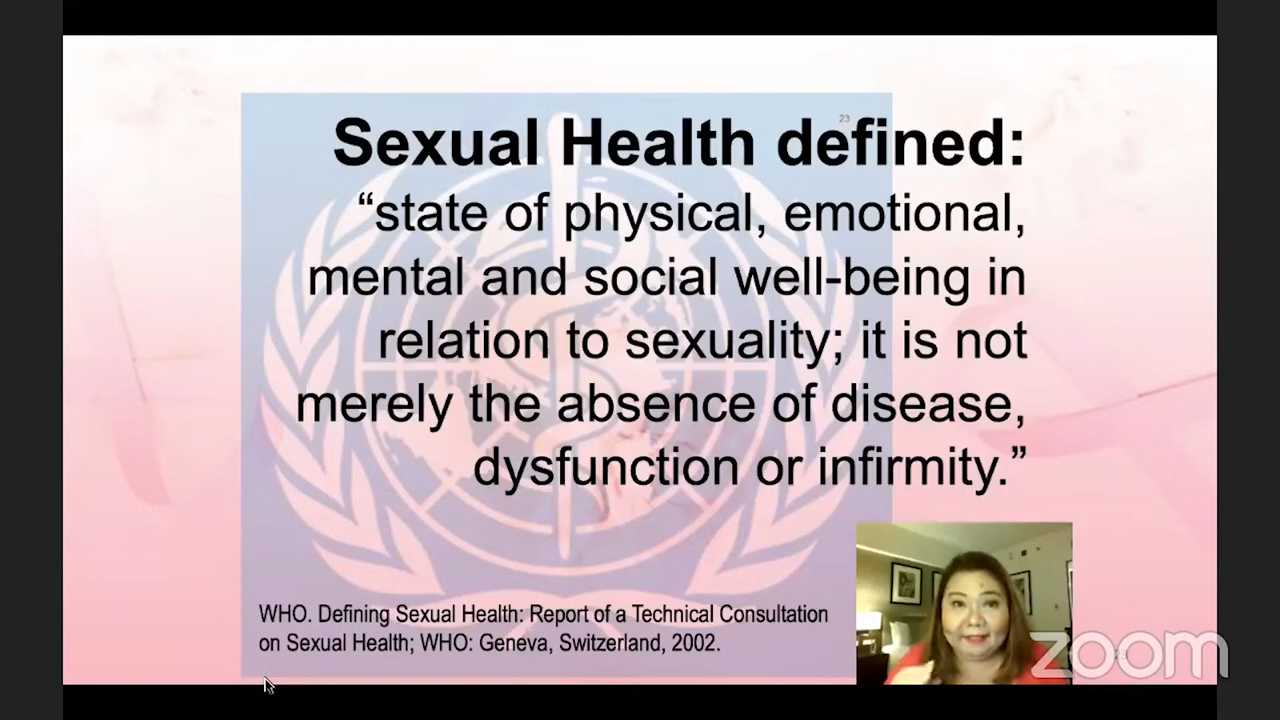 23
Sexual Health defined:
“state of physical, emotional,
mental and social well-being in
relation to sexuality; it is not
merely the absence of disease,
dysfunction or infirmity.”
WHO. Defining Sexual Health: Report of a Technical Consultation
on Sexual Health; WHO: Geneva, Switzerland, 2002.
zoom